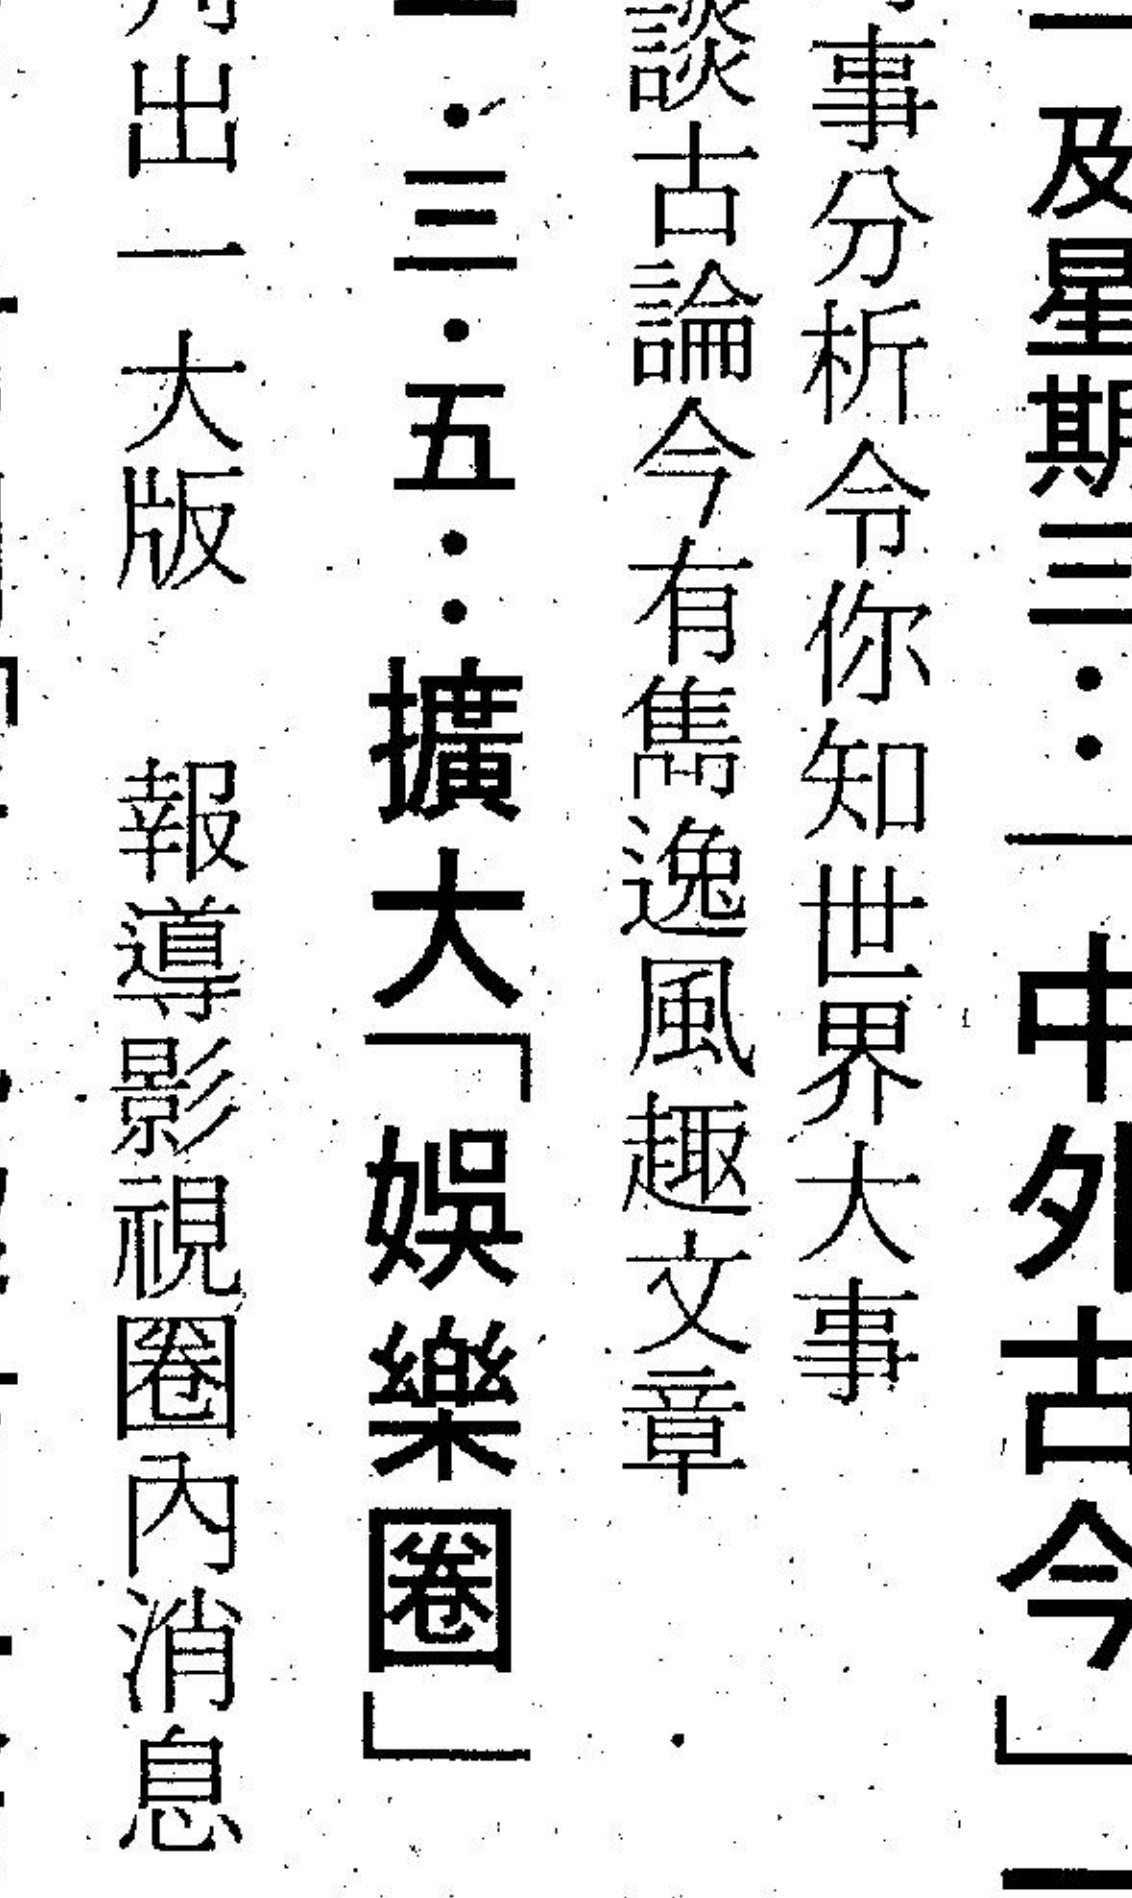 一及星期三：「中外古今」
事分析令你知世界大事
談古論今有雋逸風趣文章
一·三·五：擴大「娛樂圈」
出一大版　報導影視圈內消息